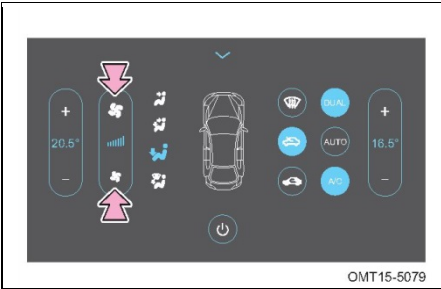 +
20.5°
−
DUAL
AUTO
A/C
+
16.5°
−
OMT15-5079